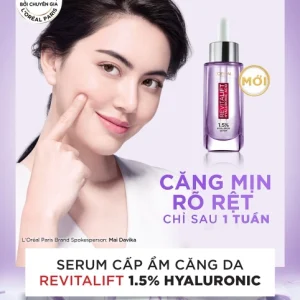 BỞI CHUYÊN GIA
L'ORÉAL PARIS
REVITALIFT
1.5%
MỚI
CĂNG MỊN
RÕ RỆT
CHỈ SAU 1 TUẦN
L'Oréal Paris Brand Spokesperson: Mai Davika
SERUM CẤP ẨM CĂNG DA
REVITALIFT 1.5% HYALURONIC